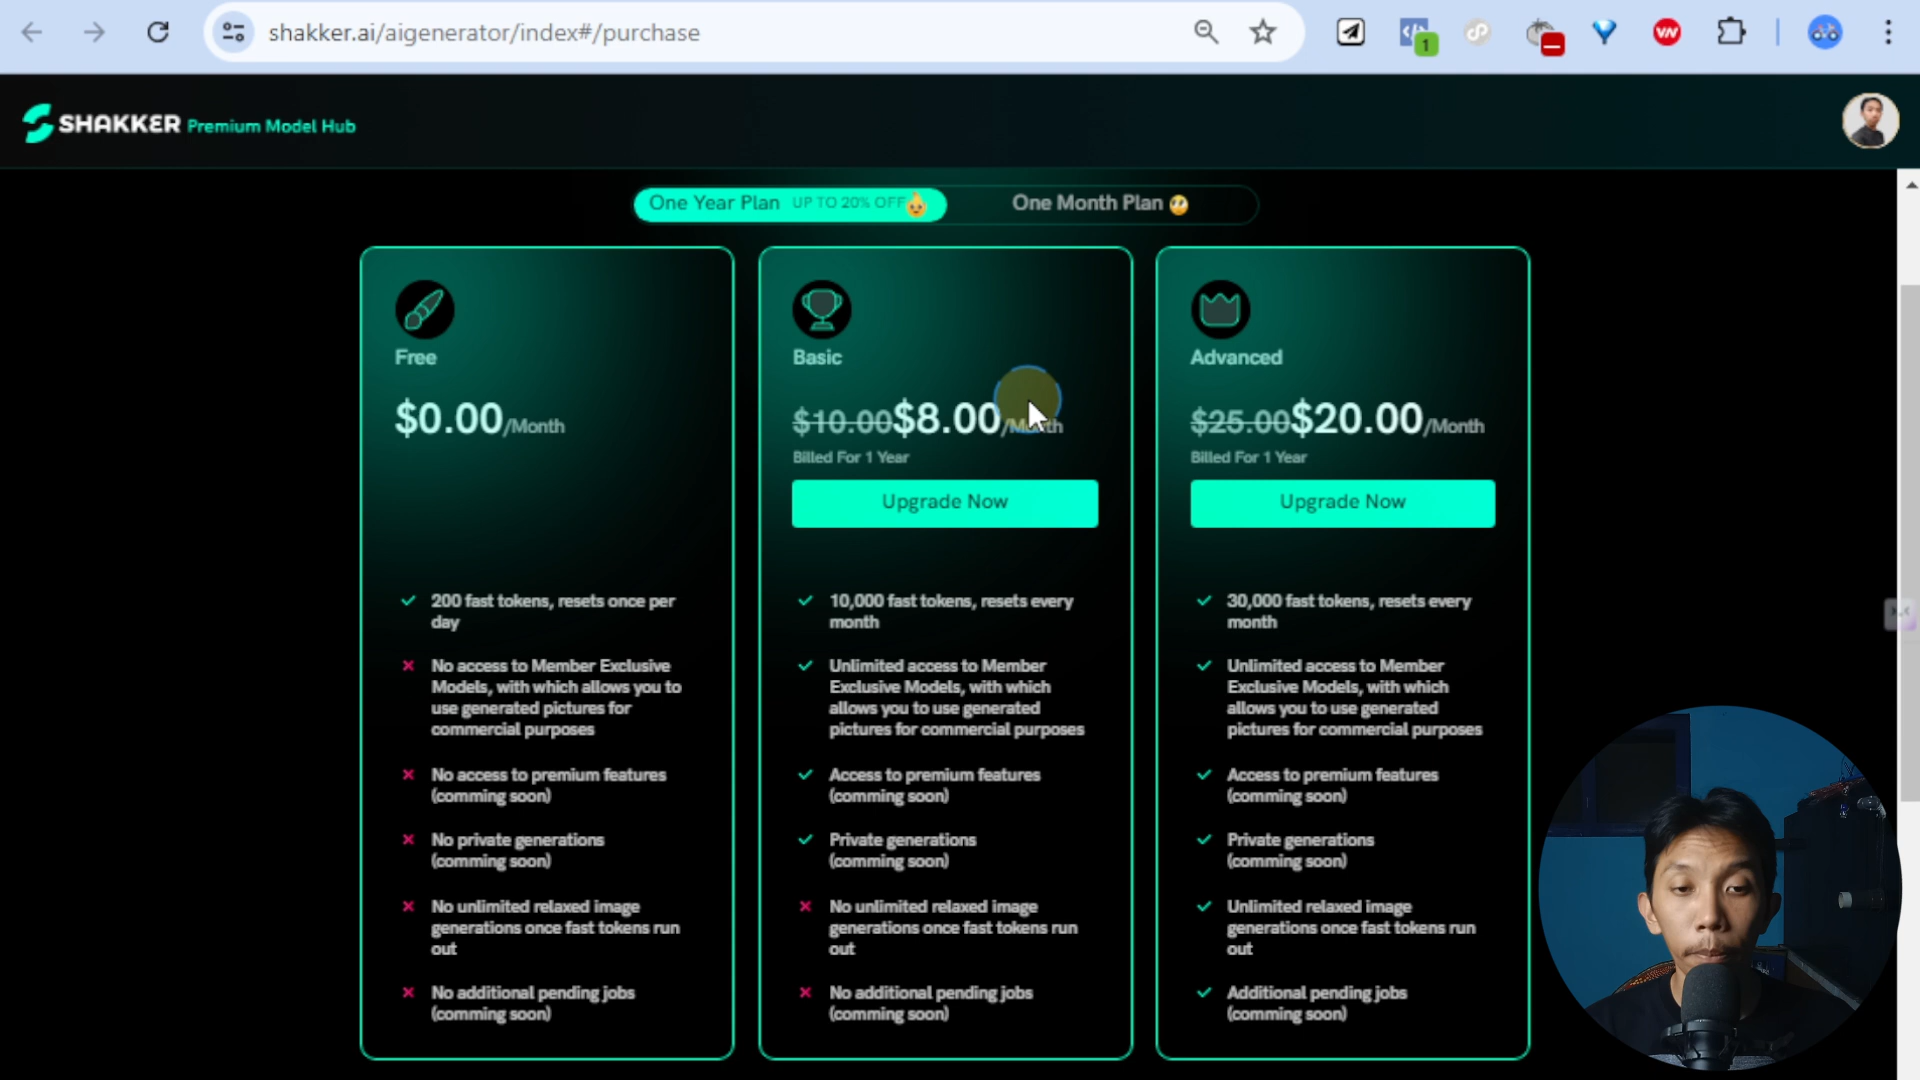 shakker.ai/aigenerator/index#/purchase
1
SHAKKER Premium Model Hub
One Year Plan UP TO 20% OFF
One Month Plan
Free
$0.00/Month
200 fast tokens, resets once per
day
No access to Member Exclusive
Models, with which allows you to
use generated pictures for
commercial purposes
No access to premium features
(comming soon)
No private generations
(comming soon)
No unlimited relaxed image
generations once fast tokens run
out
No additional pending jobs
(comming soon)
Basic
$10.00$8.00/Month
Billed For 1 Year
Upgrade Now
10,000 fast tokens, resets every
month
Unlimited access to Member
Exclusive Models, with which
allows you to use generated
pictures for commercial purposes
Access to premium features
(comming soon)
Private generations
(comming soon)
No unlimited relaxed image
generations once fast tokens run
out
No additional pending jobs
(comming soon)
Advanced
$25.00$20.00/Month
Billed For 1 Year
Upgrade Now
30,000 fast tokens, resets every
month
Unlimited access to Member
Exclusive Models, with which
allows you to use generated
pictures for commercial purposes
Access to premium features
(comming soon)
Private generations
(comming soon)
Unlimited relaxed image
generations once fast tokens run
out
Additional pending jobs
(comming soon)